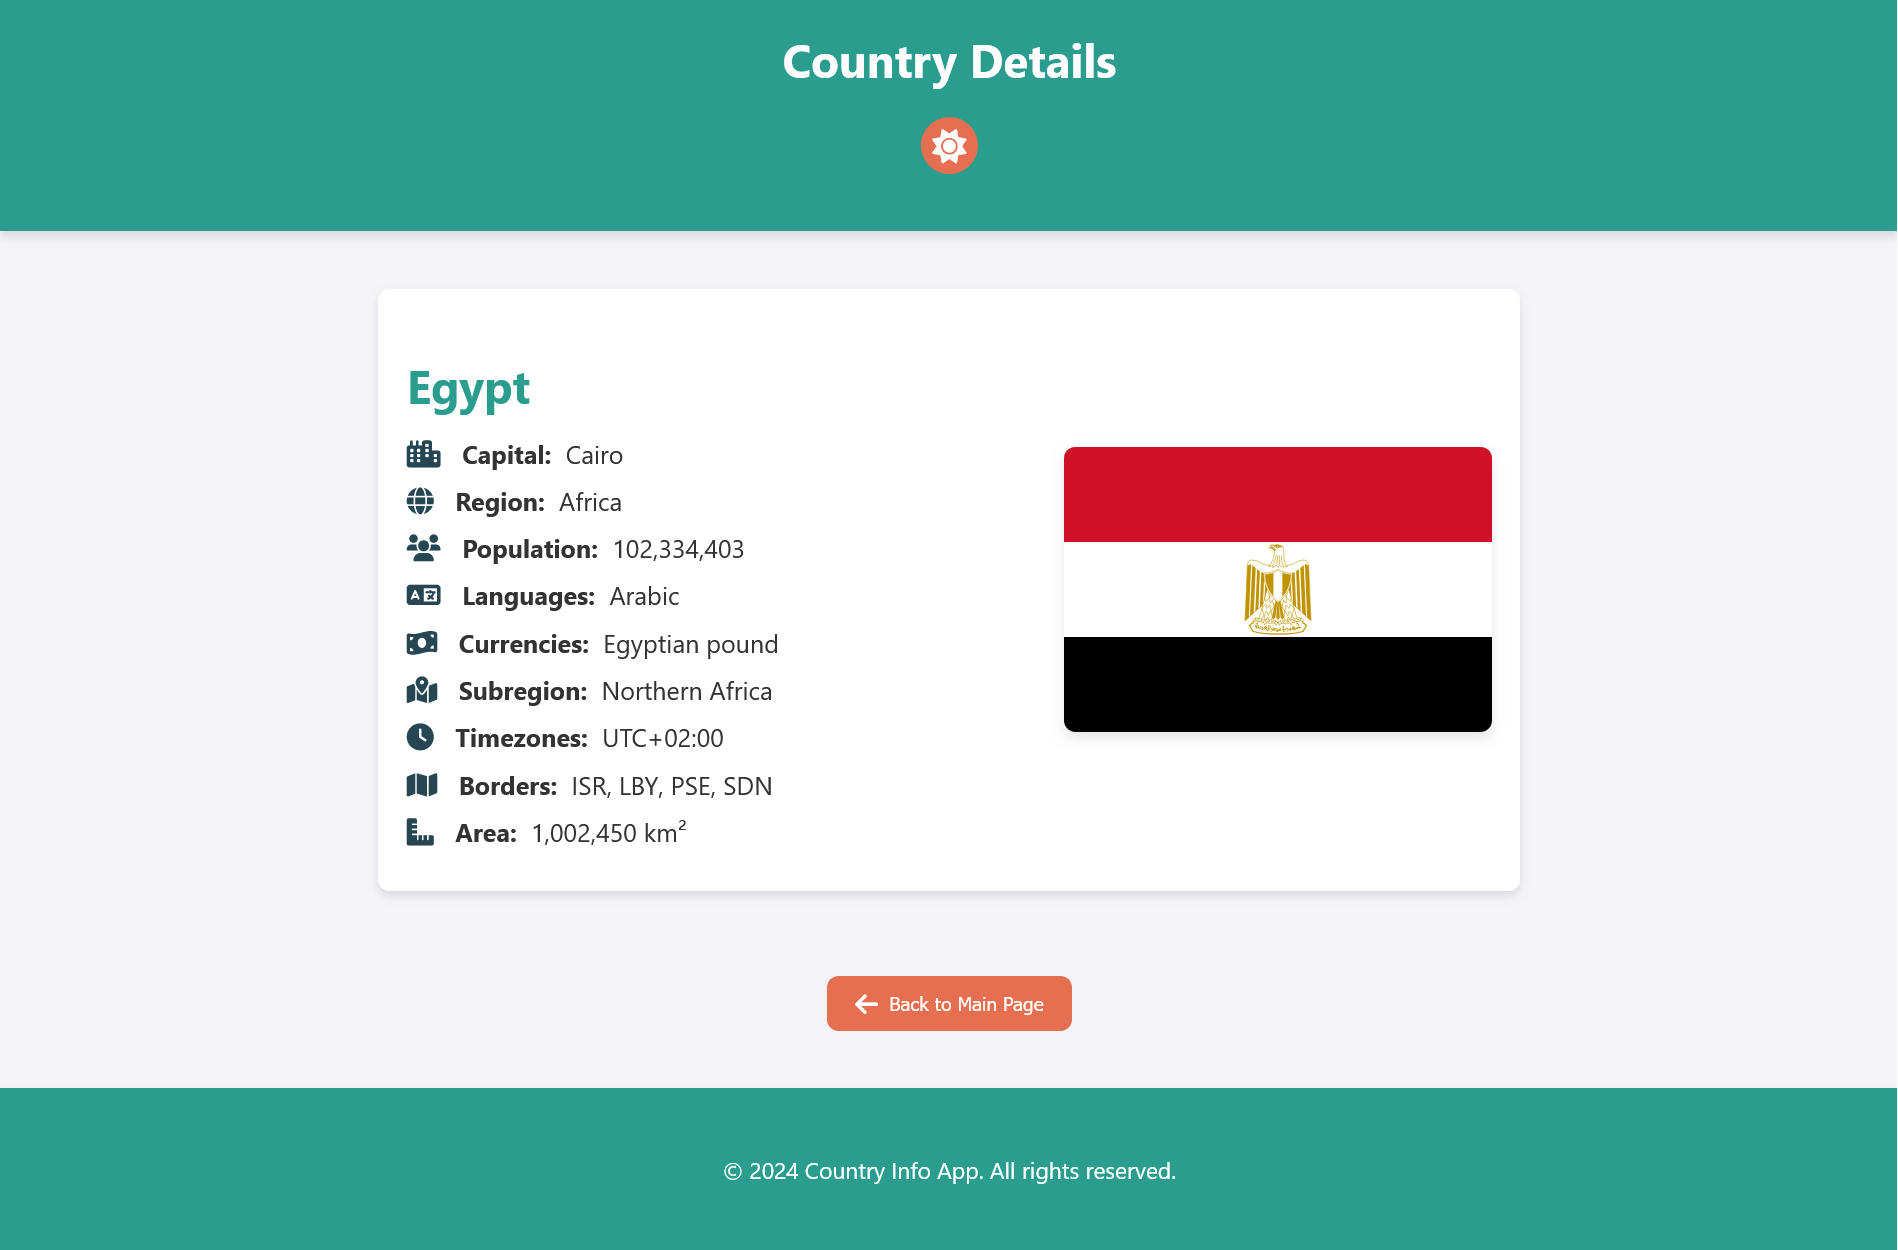 Country Details
Egypt
Capital: Cairo
Region: Africa
Population: 102,334,403
Languages: Arabic
Currencies: Egyptian pound
Subregion: Northern Africa
Timezones: UTC+02:00
Borders: ISR, LBY, PSE, SDN
Area: 1,002,450 km²
Back to Main Page
© 2024 Country Info App. All rights reserved.